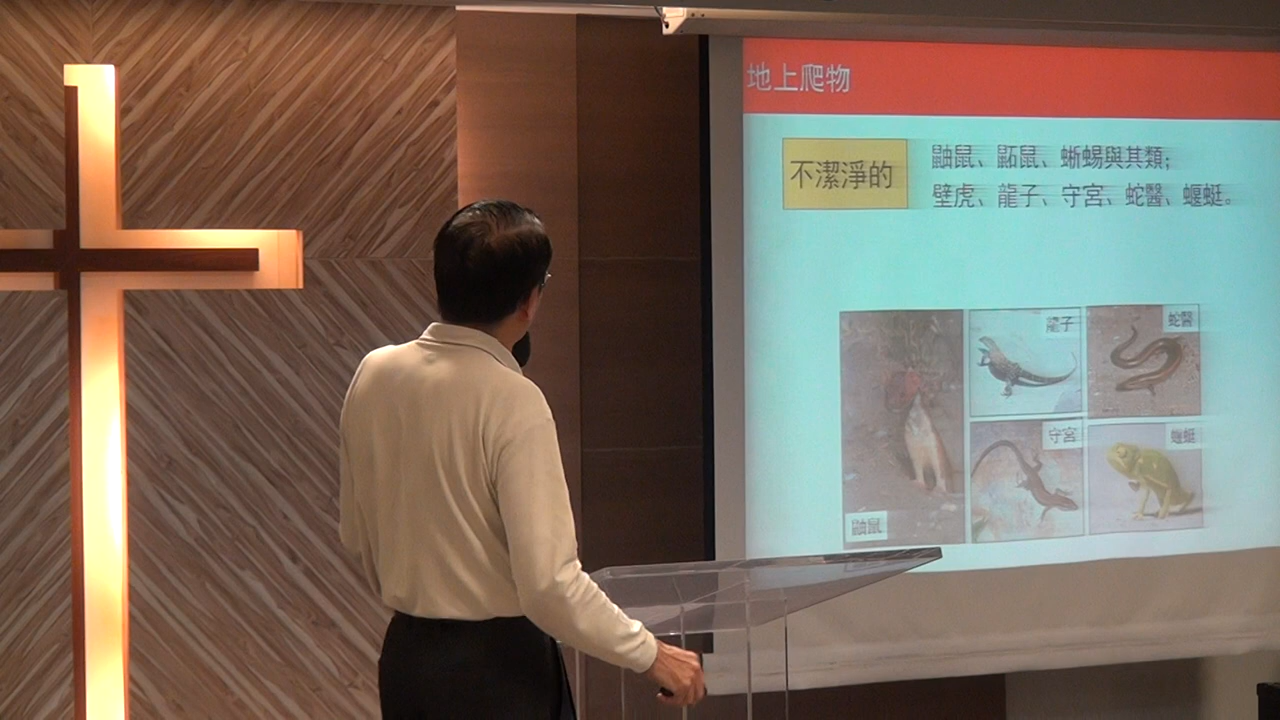 地上爬物
不潔淨的
鼬鼠、鼫鼠、蜥蜴與其類;
壁虎、龍子、守宮、蛇醫、蝘蜓。
龍子
蛇醫
守宮
蝘蜓
鼬鼠